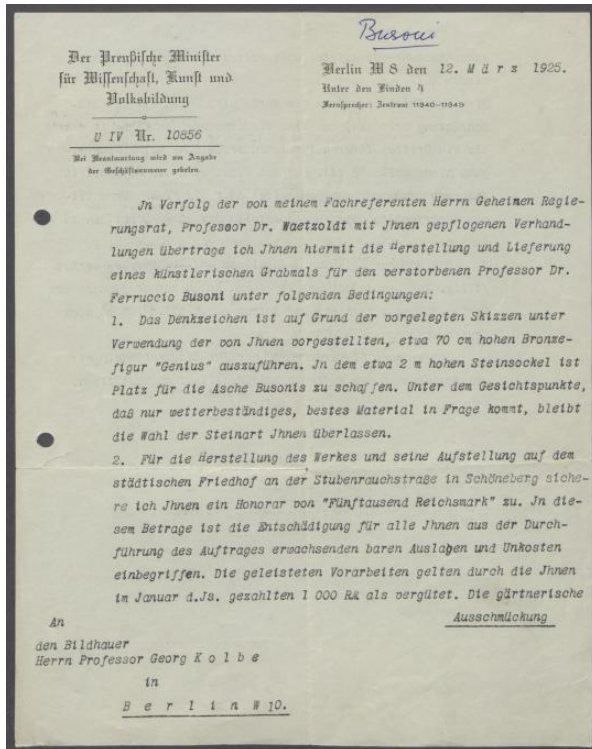 Busoni
Der Preußische Minister
für Wissenschaft, Kunst und
Volksbildung
U IV Nr. 10856
Bei Beantwortung wird um Angabe
der Geschäftsnummer gebeten.
Berlin W 8 den 12. März 1925.
Unter den Linden 4
Fernsprecher: Zentrum 11340-11345
Jn Verfolg der von meinem Fachreferenten Herrn Geheimen Regie-
rungsrat, Professor Dr. Waetzoldt mit Jhnen gepflogenen Verhand-
lungen übertrage ich Jhnen hiermit die Herstellung und Lieferung
eines künstlerischen Grabmals für den verstorbenen Professor Dr.
Ferruccio Busoni unter folgenden Bedingungen:
1. Das Denkzeichen ist auf Grund der vorgelegten Skizzen unter
Verwendung der von Jhnen vorgestellten, etwa 70 cm hohen Bronze-
figur "Genius" auszuführen. Jn dem etwa 2 m hohen Steinsockel ist
Platz für die Asche Busonis zu schaffen. Unter dem Gesichtspunkte,
daß nur wetterbeständiges, bestes Material in Frage kommt, bleibt
die Wahl der Steinart Jhnen überlassen.
2. Für die Herstellung des Werkes und seine Aufstellung auf dem
städtischen Friedhof an der Stubenrauchstraße in Schöneberg siche-
re ich Jhnen ein Honorar von "Fünftausend Reichsmark" zu. Jn die-
sem Betrage ist die Entschädigung für alle Jhnen aus der Durch-
führung des Auftrages erwachsenden baren Auslagen und Unkosten
einbegriffen. Die geleisteten Vorarbeiten gelten durch die Jhnen
im Januar d.Js. gezahlten 1 000 RM als vergütet. Die gärtnerische
Ausschmückung
An
den Bildhauer
Herrn Professor Georg K o l b e
in
B e r l i n W 10.